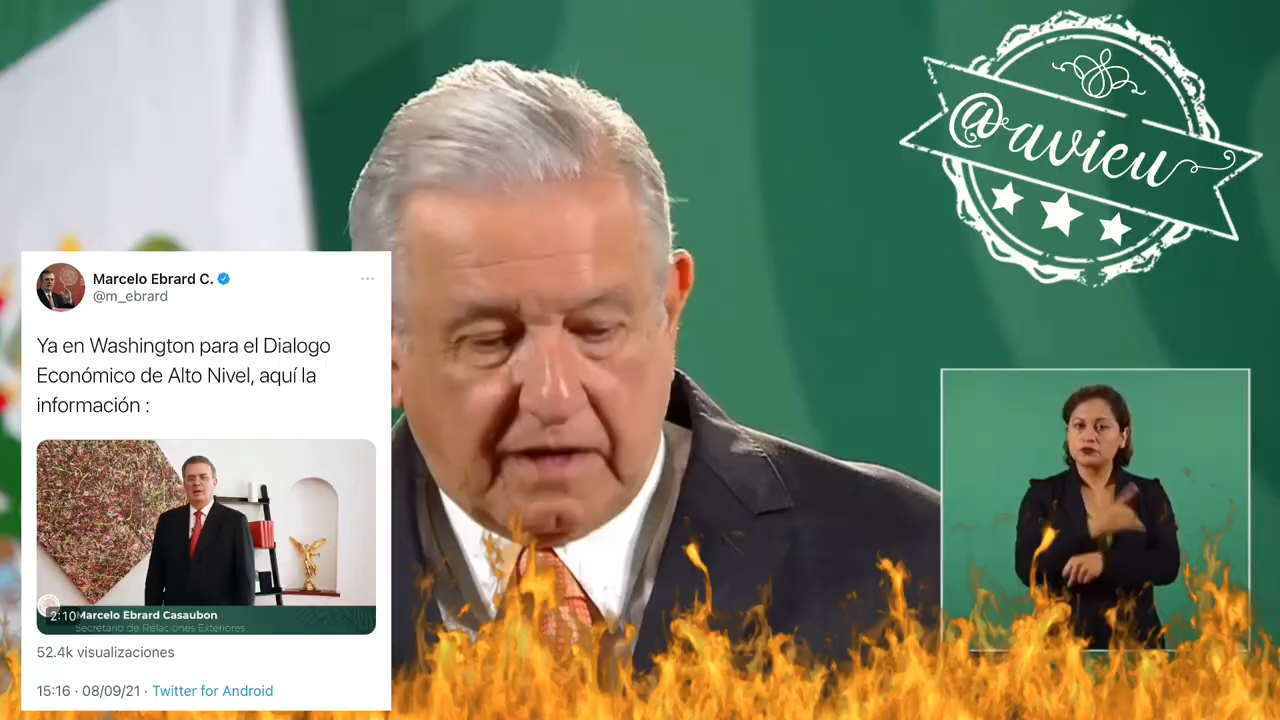 @avieu
Marcelo Ebrard C.
@m_ebrard
Ya en Washington para el Dialogo
Económico de Alto Nivel, aquí la
información :
2:10
Marcelo Ebrard Casaubon
Secretario de Relaciones Exteriores
52.4k visualizaciones
15:16 · 08/09/21 · Twitter for Android